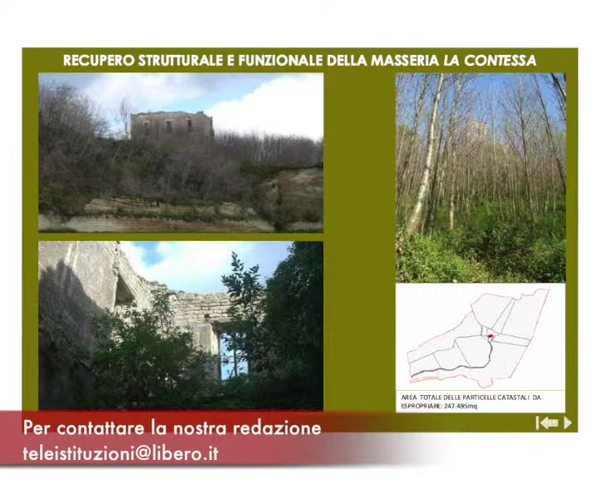 RECUPERO STRUTTURALE E FUNZIONALE DELLA MASSERIA LA CONTESSA
AREA TOTALE DELLE PARTICELLE CATASTALI DA
ESPROPRIARE: 247.495mq
Per contattare la nostra redazione
teleistituzioni@libero.it